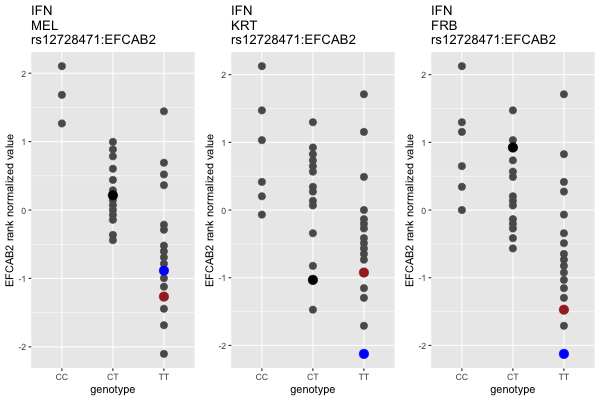 IFN
MEL
rs12728471:EFCAB2
EFCAB2 rank normalized value
2
1
0
-1
-2
CC
CT
TT
genotype
IFN
KRT
rs12728471:EFCAB2
EFCAB2 rank normalized value
2
1
0
-1
-2
CC
CT
TT
genotype
IFN
FRB
rs12728471:EFCAB2
EFCAB2 rank normalized value
2
1
0
-1
-2
CC
CT
TT
genotype